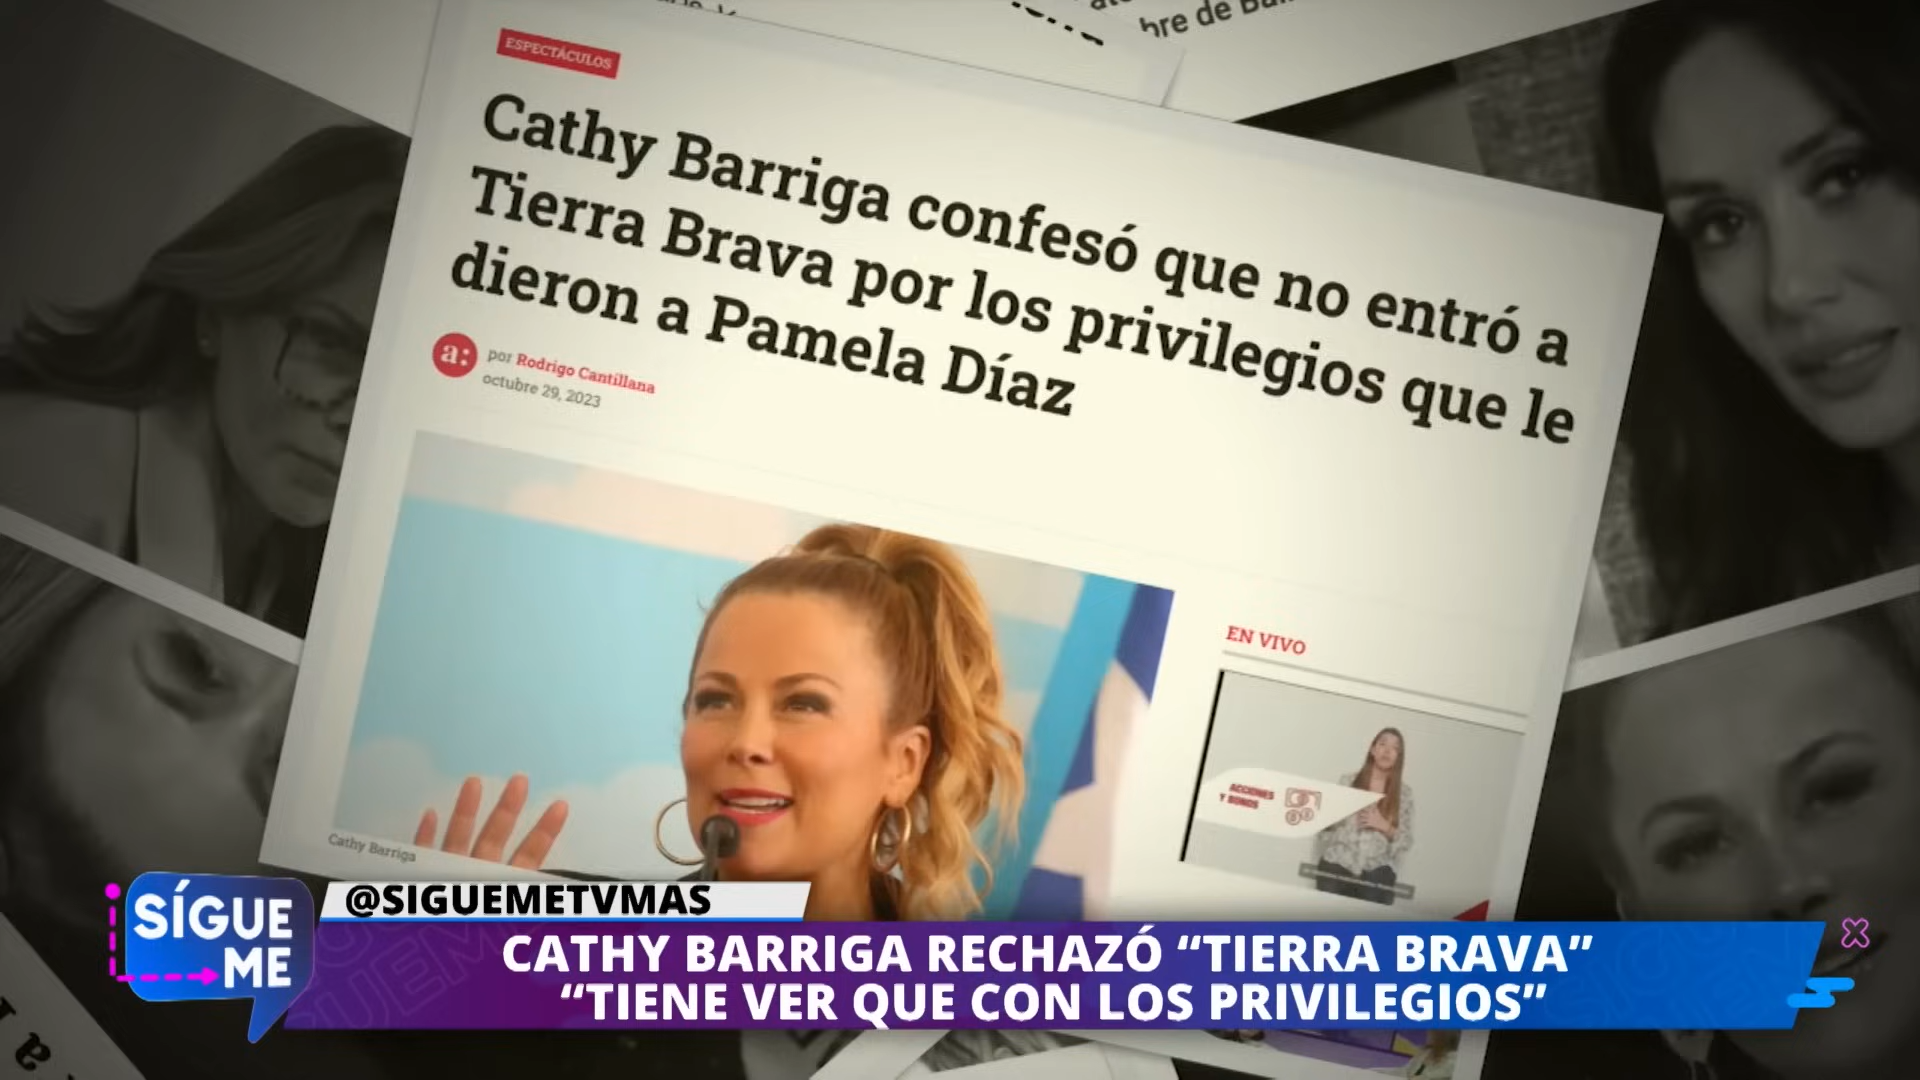 bre de
ESPECTÁCULOS
Cathy Barriga confesó que no entró a
Tierra Brava por los privilegios que le
dieron a Pamela Díaz
a:
por Rodrigo Cantillana
octubre 29, 2023
EN VIVO
ACCIONES
Y BONOS
Cathy Barriga
SÍGUE
ME
@SIGUEMETVMAS
CATHY BARRIGA RECHAZÓ “TIERRA BRAVA”
“TIENE VER QUE CON LOS PRIVILEGIOS”